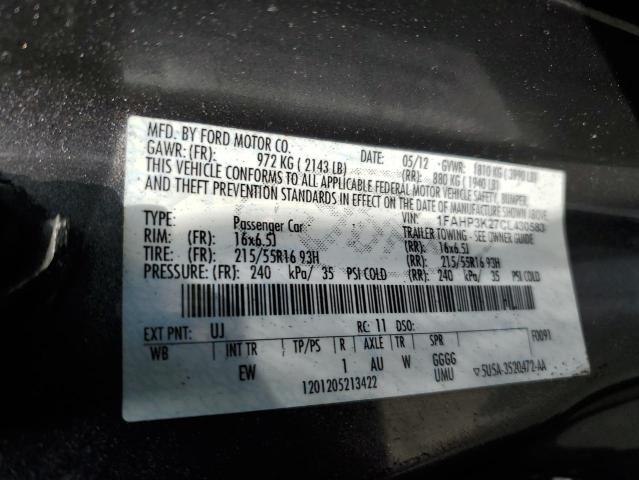 MFD. BY FORD MOTOR CO.
DATE: 05/12 GVWR: 1810 KG ( 3990 LB)
GAWR: (FR): 972 KG ( 2143 LB) (RR): 880 KG ( 1940 LB)
THIS VEHICLE CONFORMS TO ALL APPLICABLE FEDERAL MOTOR VEHICLE SAFETY, BUMPER,
AND THEFT PREVENTION STANDARDS IN EFFECT ON THE DATE OF MANUFACTURE SHOWN ABOVE.
VIN: 1FAHP3K27CL430583
TYPE: Passenger Car TRAILER TOWING - SEE OWNER GUIDE
RIM: (FR): 16x6.5J (RR): 16x6.5J
TIRE: (FR): 215/55R16 93H (RR): 215/55R16 93H
PRESSURE: (FR): 240 kPa/ 35 PSI COLD (RR): 240 kPa/ 35 PSI COLD
EXT PNT: UJ RC: 11 DSO: F0091
WB INT TR TP/PS R AXLE TR SPR
EW 1 AU W GGGG
UMU
1201205213422
5U5A-3520472-AA